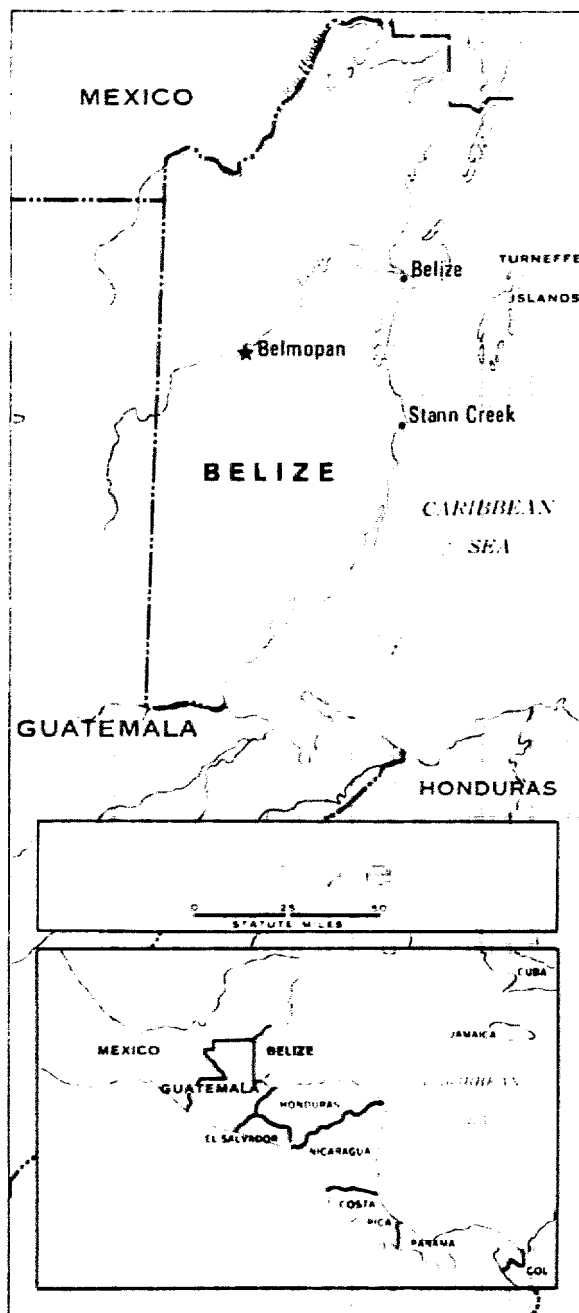 MEXICO
Belize
TURNEFFE
ISLANDS
Belmopan
Stann Creek
BELIZE
CARIBBEAN
SEA
GUATEMALA
HONDURAS
0 25 50
STATUTE MILES
CUBA
JAMAICA
MEXICO
BELIZE
GUATEMALA
HONDURAS
EL SALVADOR
NICARAGUA
COSTA
RICA
PANAMA
COL